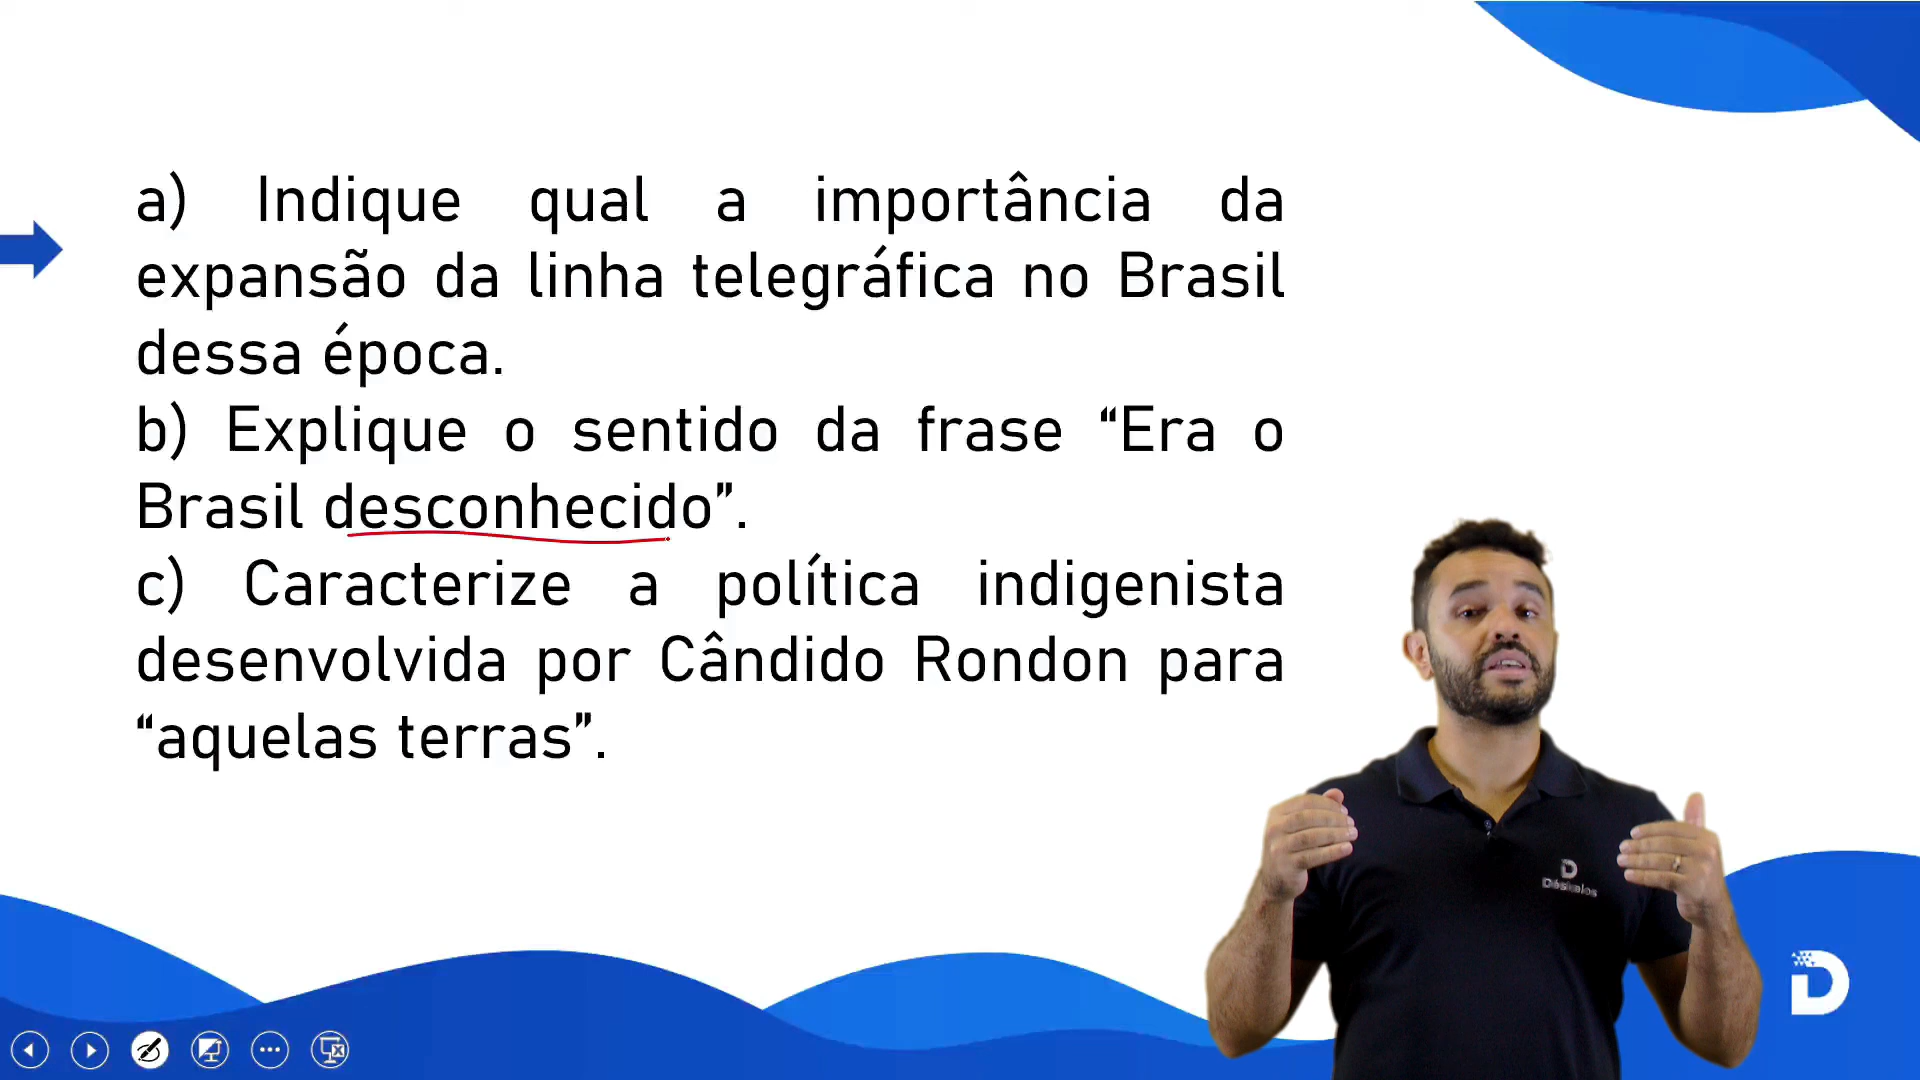 a) Indique qual a importância da
expansão da linha telegráfica no Brasil
dessa época.
b) Explique o sentido da frase “Era o
Brasil desconhecido”.
c) Caracterize a política indigenista
desenvolvida por Cândido Rondon para
“aquelas terras”.
D